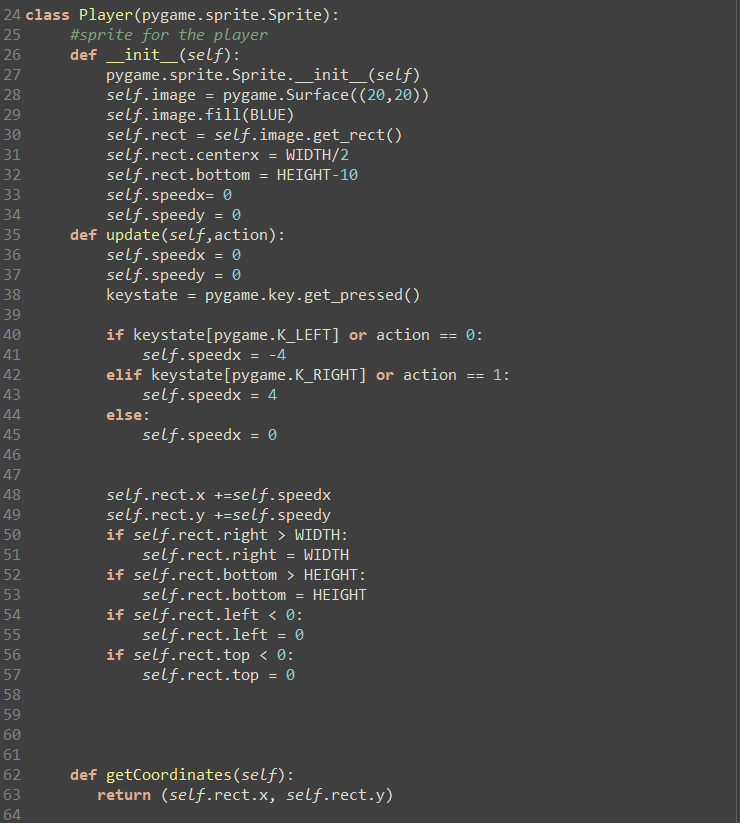 24 class Player(pygame.sprite.Sprite):
25     #sprite for the player
26     def __init__(self):
27         pygame.sprite.Sprite.__init__(self)
28         self.image = pygame.Surface((20,20))
29         self.image.fill(BLUE)
30         self.rect = self.image.get_rect()
31         self.rect.centerx = WIDTH/2
32         self.rect.bottom = HEIGHT-10
33         self.speedx= 0
34         self.speedy = 0
35     def update(self,action):
36         self.speedx = 0
37         self.speedy = 0
38         keystate = pygame.key.get_pressed()
39
40         if keystate[pygame.K_LEFT] or action == 0:
41             self.speedx = -4
42         elif keystate[pygame.K_RIGHT] or action == 1:
43             self.speedx = 4
44         else:
45             self.speedx = 0
46
47
48         self.rect.x +=self.speedx
49         self.rect.y +=self.speedy
50         if self.rect.right > WIDTH:
51             self.rect.right = WIDTH
52         if self.rect.bottom > HEIGHT:
53             self.rect.bottom = HEIGHT
54         if self.rect.left < 0:
55             self.rect.left = 0
56         if self.rect.top < 0:
57             self.rect.top = 0
58
59
60
61
62     def getCoordinates(self):
63        return (self.rect.x, self.rect.y)
64